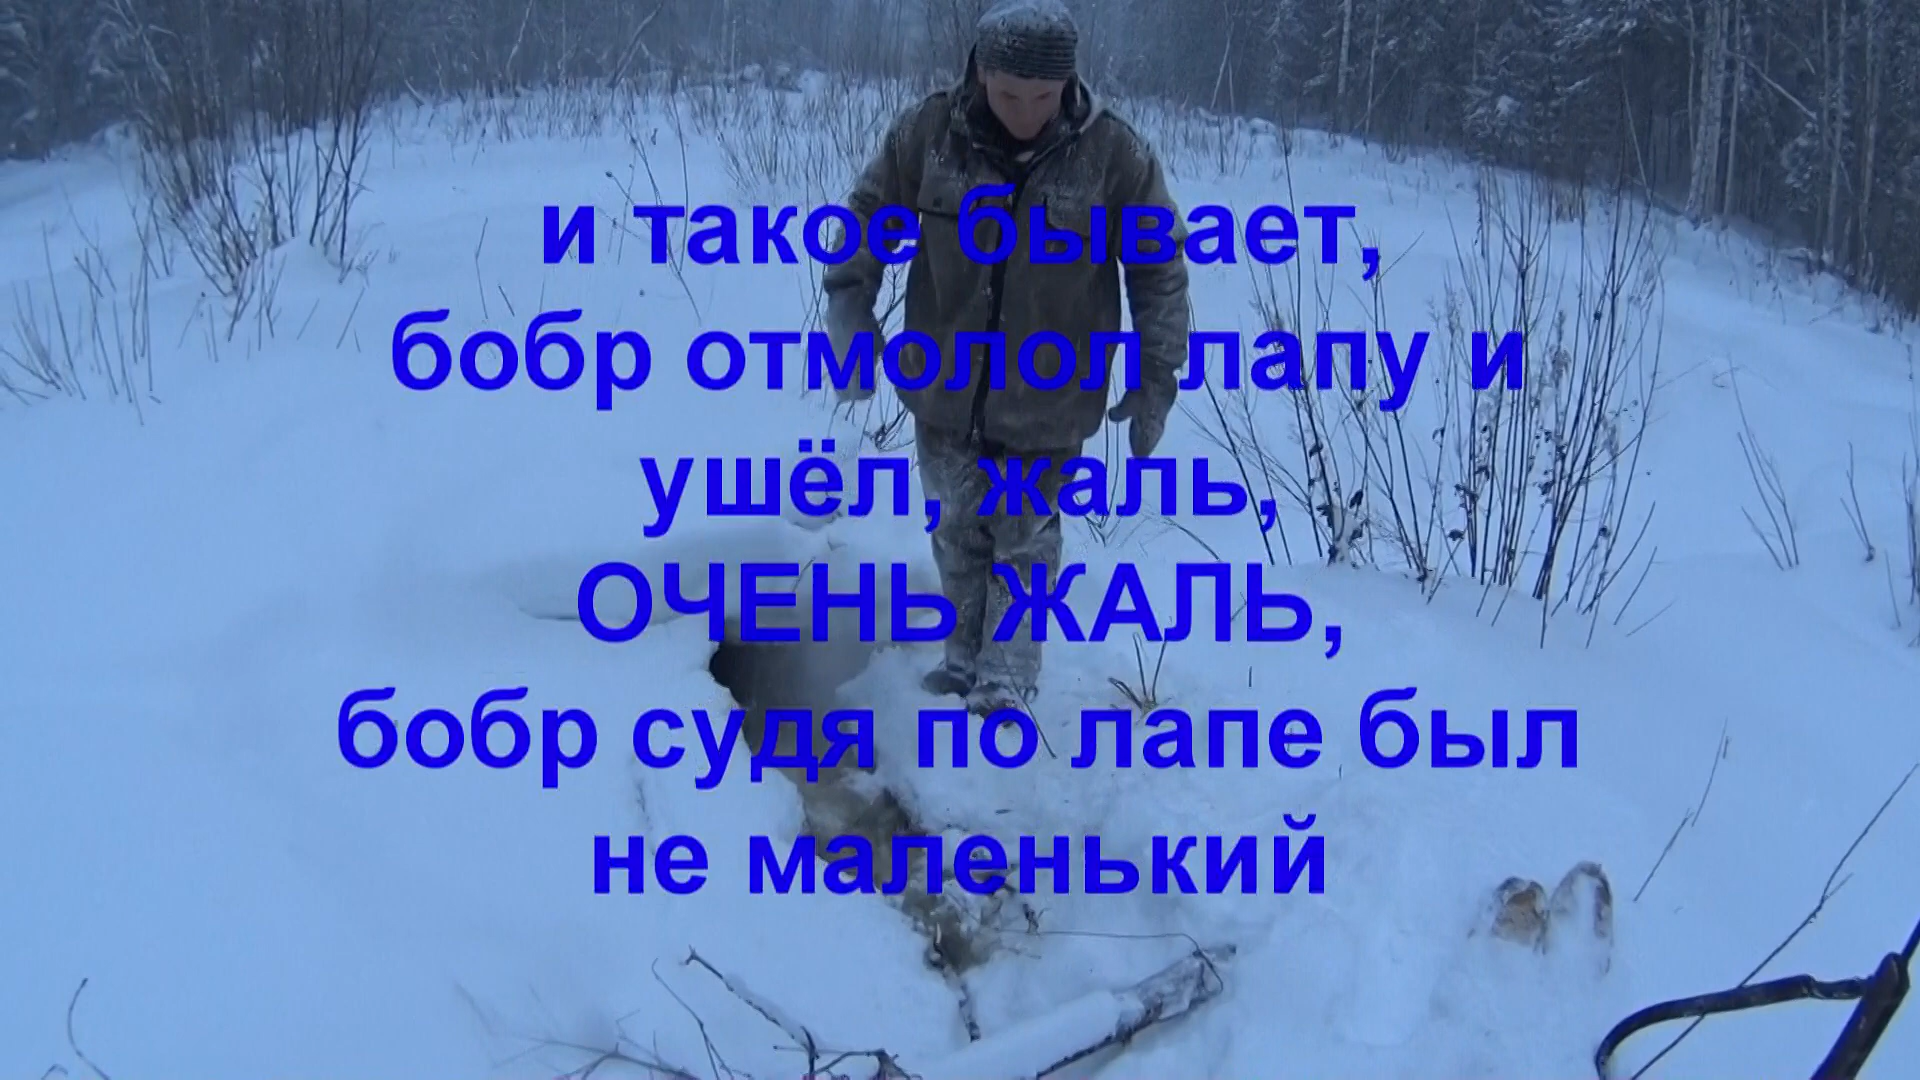 и такое бывает,
бобр отмолол лапу и
ушёл, жаль,
ОЧЕНЬ ЖАЛЬ,
бобр судя по лапе был
не маленький